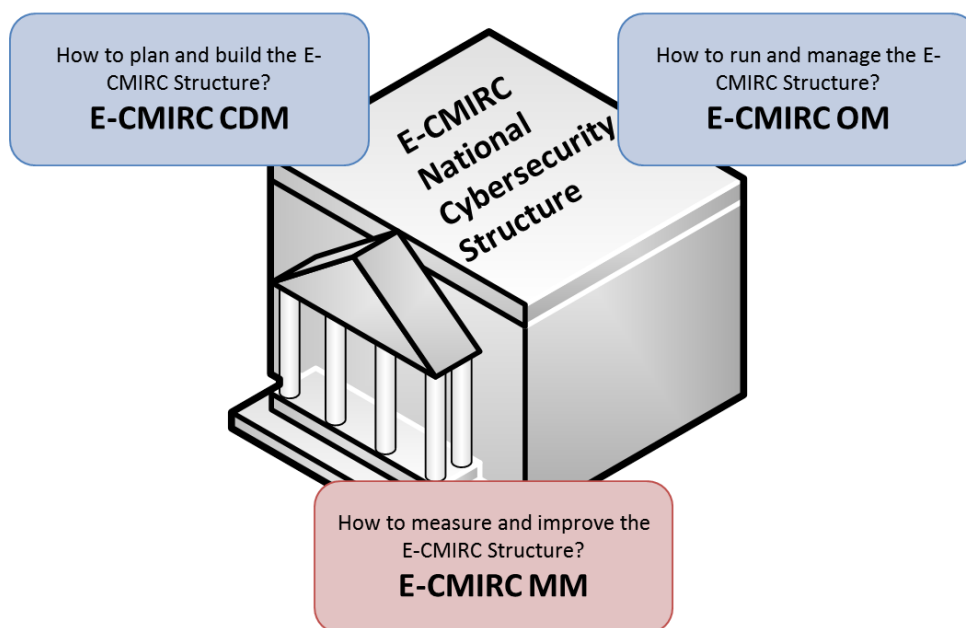 How to plan and build the E-
CMIRC Structure?
E-CMIRC CDM
How to run and manage the E-
CMIRC Structure?
E-CMIRC OM
E-CMIRC
National
Cybersecurity
Structure
How to measure and improve the
E-CMIRC Structure?
E-CMIRC MM